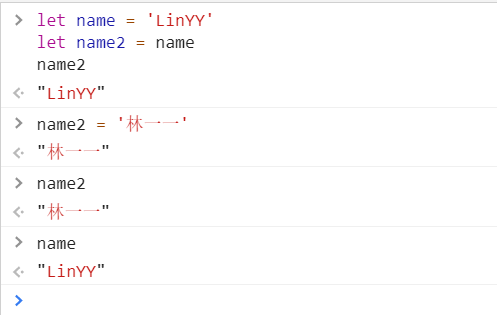 let name = 'LinYY'
let name2 = name
name2
"LinYY"
name2 = '林一一'
"林一一"
name2
"林一一"
name
"LinYY"